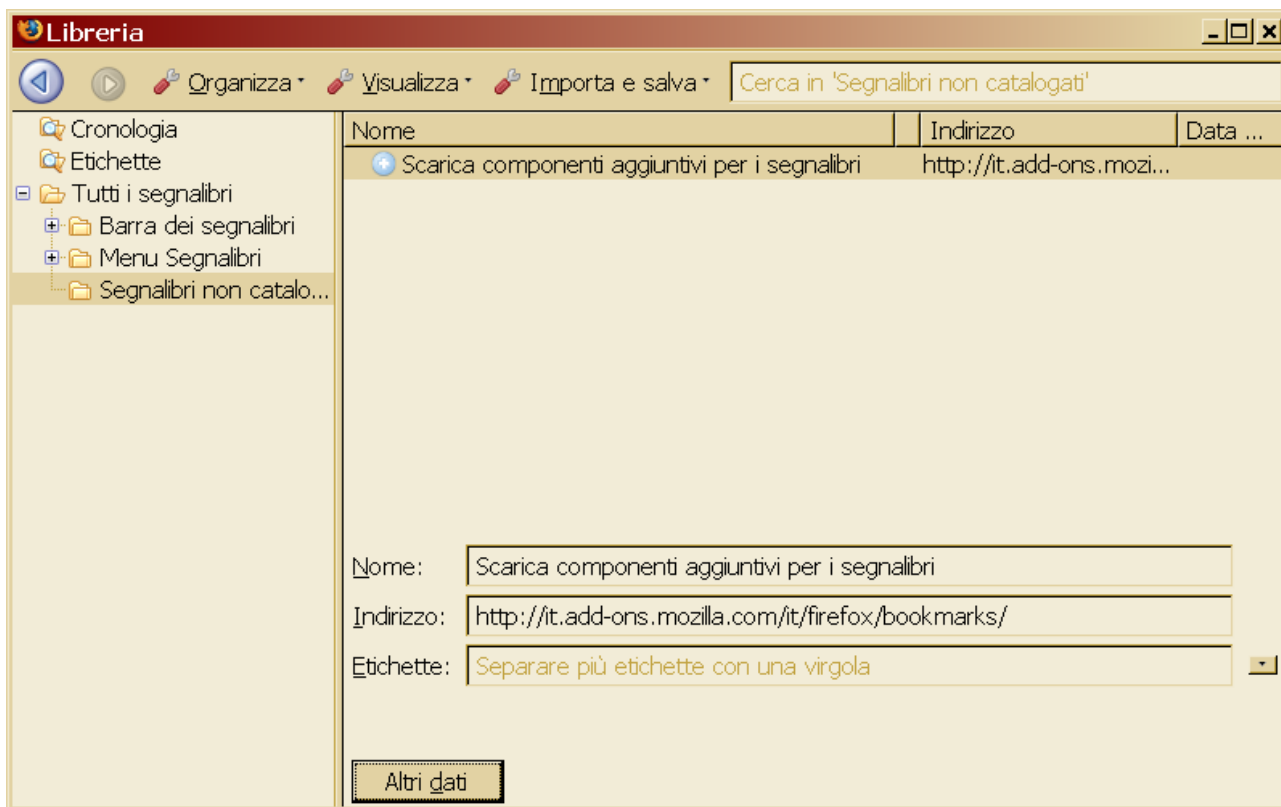 Libreria
Organizza Visualizza Importa e salva Cerca in 'Segnalibri non catalogati'
Cronologia
Etichette
Tutti i segnalibri
Barra dei segnalibri
Menu Segnalibri
Segnalibri non catalo...
Nome Indirizzo Data ...
Scarica componenti aggiuntivi per i segnalibri http://it.add-ons.mozi...
Nome: Scarica componenti aggiuntivi per i segnalibri
Indirizzo: http://it.add-ons.mozilla.com/it/firefox/bookmarks/
Etichette: Separare più etichette con una virgola
Altri dati